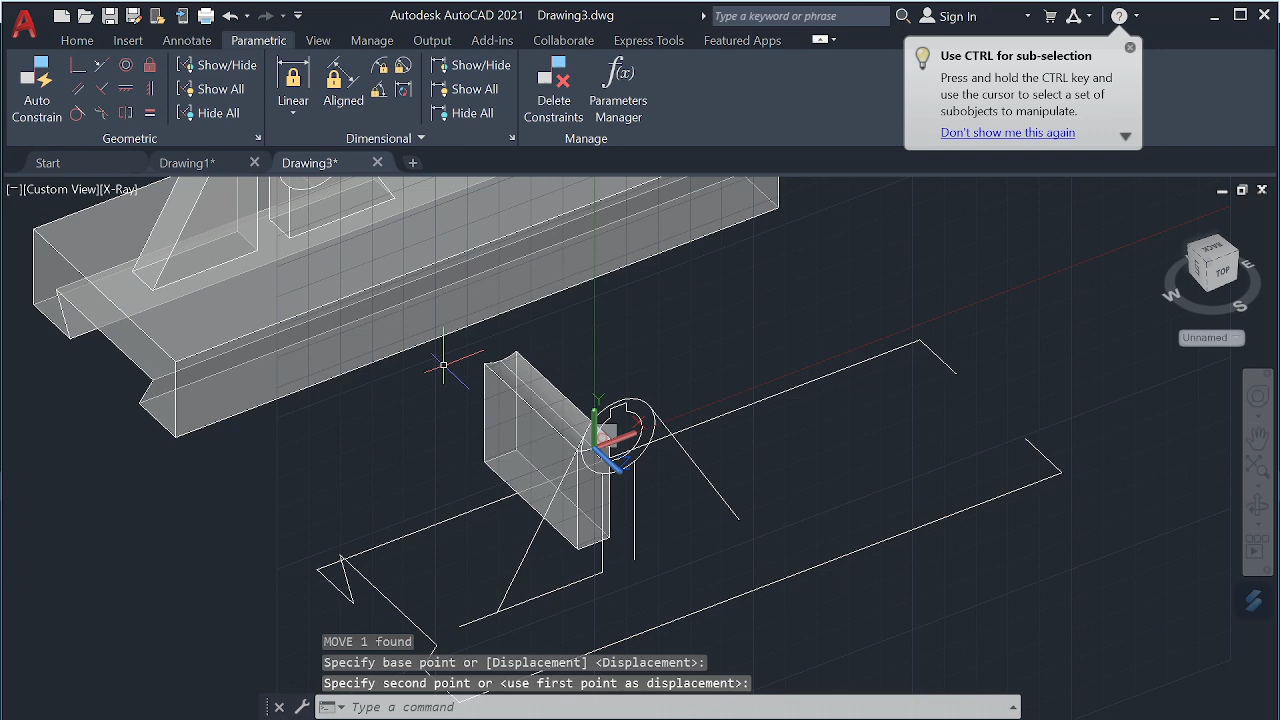 Autodesk AutoCAD 2021 Drawing3.dwg
Type a keyword or phrase
Sign In
Home Insert Annotate Parametric View Manage Output Add-ins Collaborate Express Tools Featured Apps
Auto
Constrain
Show/Hide
Show All
Hide All
Geometric
Linear
Aligned
Show/Hide
Show All
Hide All
Dimensional
Delete
Constraints
Parameters
Manager
Manage
Use CTRL for sub-selection
Press and hold the CTRL key and
use the cursor to select a set of
subobjects to manipulate.
Don't show me this again
Start Drawing1* Drawing3*
[−][Custom View][X-Ray]
BACK
TOP
E
W
S
Unnamed
Y
X
MOVE 1 found
Specify base point or [Displacement] <Displacement>:
Specify second point or <use first point as displacement>:
Type a command